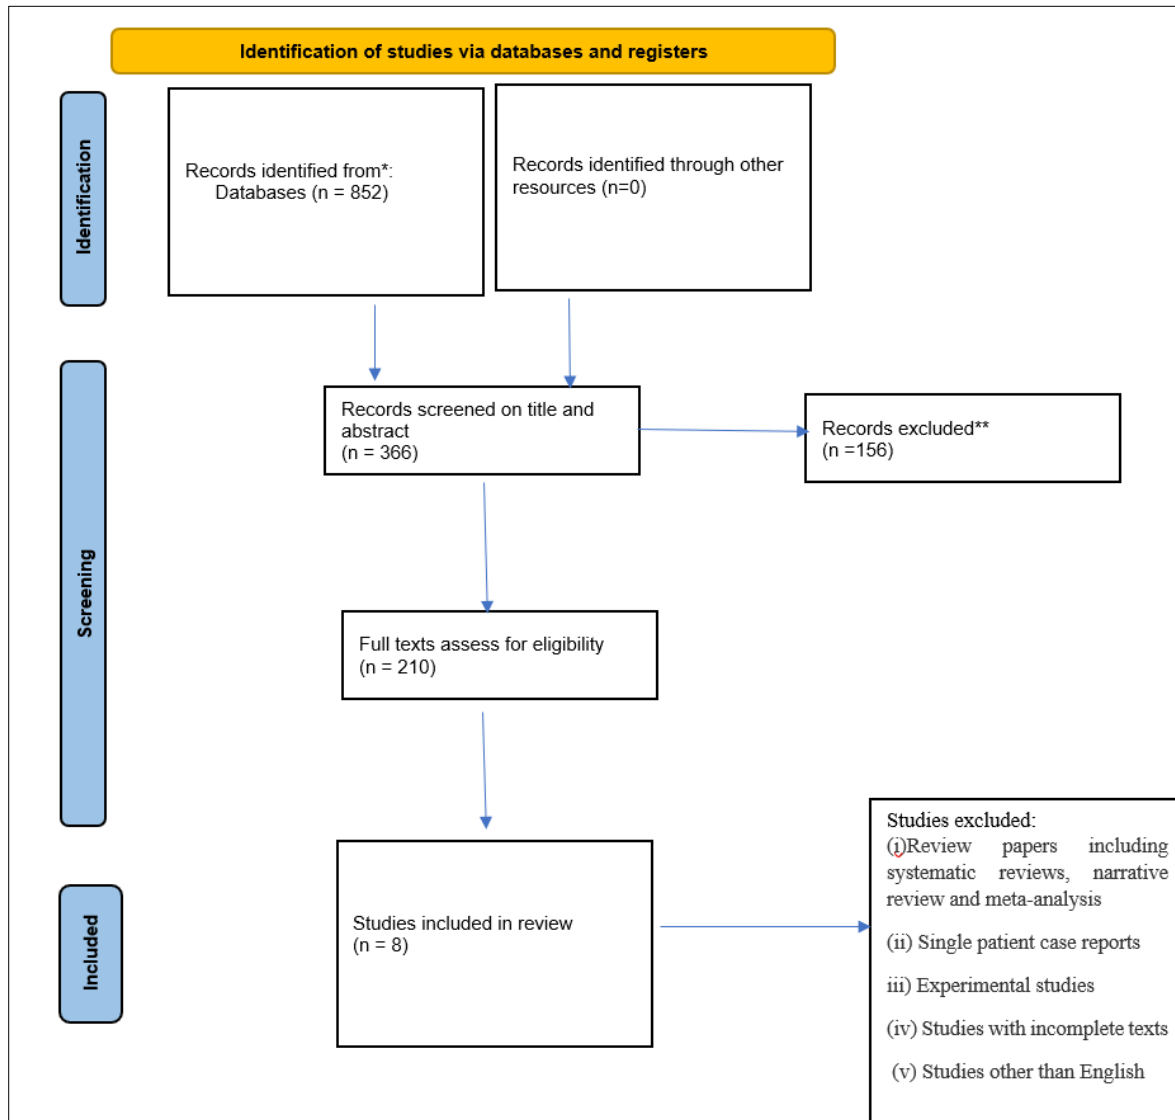 Identification of studies via databases and registers
Identification
Records identified from*:
Databases (n = 852)
Records identified through other
resources (n=0)
Screening
Records screened on title and
abstract
(n = 366)
Records excluded**
(n =156)
Full texts assess for eligibility
(n = 210)
Included
Studies included in review
(n = 8)
Studies excluded:
(i)Review papers including
systematic reviews, narrative
review and meta-analysis
(ii) Single patient case reports
iii) Experimental studies
(iv) Studies with incomplete texts
(v) Studies other than English